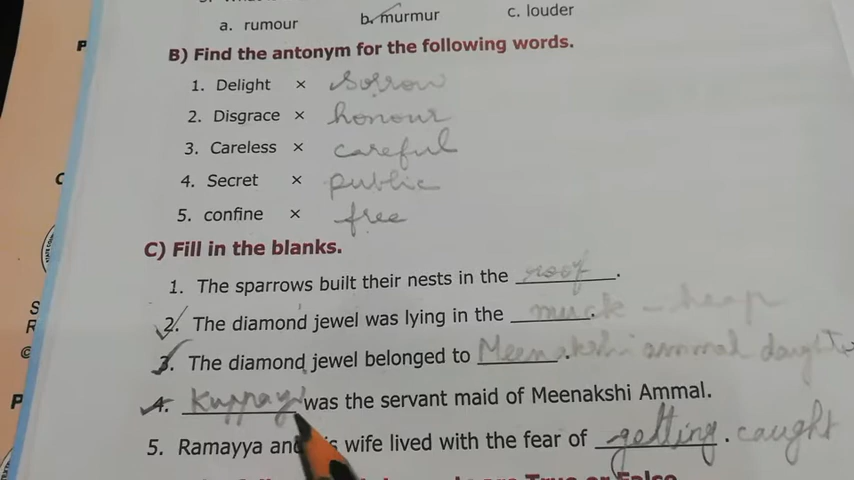 a. rumour b. murmur c. louder
P
B) Find the antonym for the following words.
1. Delight × sorrow
2. Disgrace × honour
3. Careless × careful
4. Secret × public
5. confine × free
C) Fill in the blanks.
1. The sparrows built their nests in the roof.
2. The diamond jewel was lying in the muck-heap.
3. The diamond jewel belonged to Meenakshi ammal daughter.
4. Kuppayi was the servant maid of Meenakshi Ammal.
5. Ramayya and wife lived with the fear of getting. caught